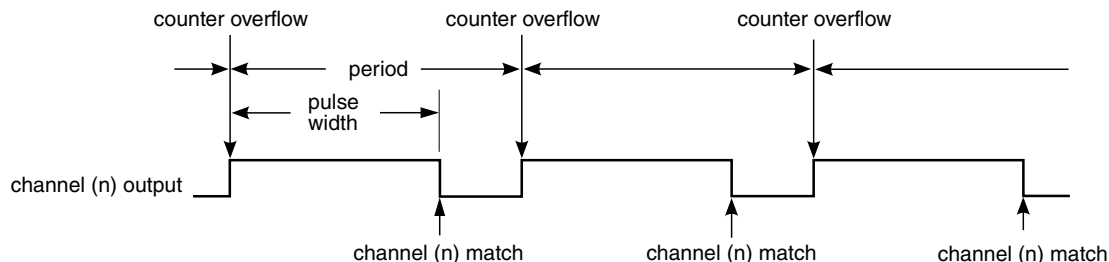 counter overflow
counter overflow
counter overflow
period
pulse
width
channel (n) output
channel (n) match
channel (n) match
channel (n) match